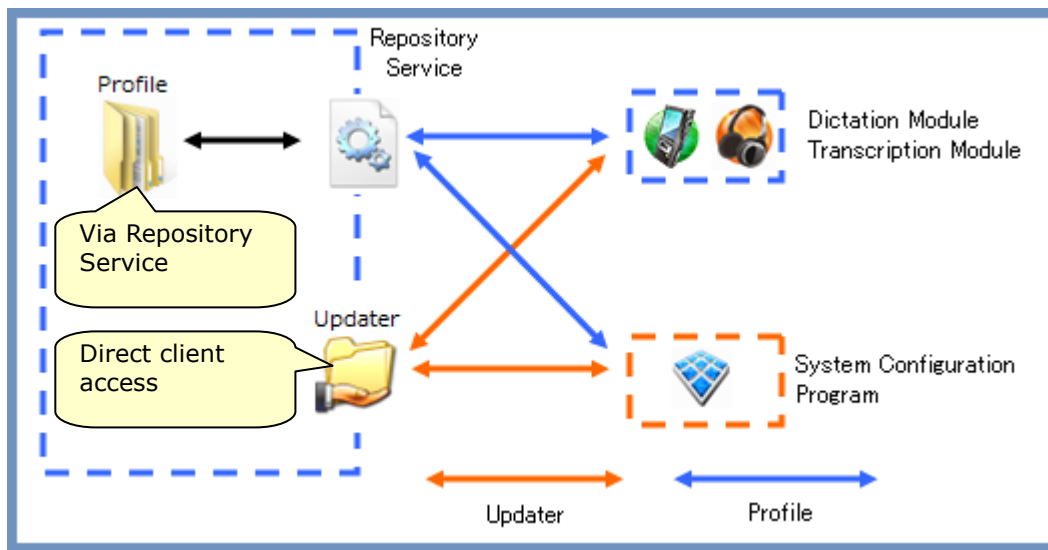 Repository
Service
Profile
Dictation Module
Transcription Module
Via Repository
Service
Updater
Direct client
access
System Configuration
Program
Updater
Profile